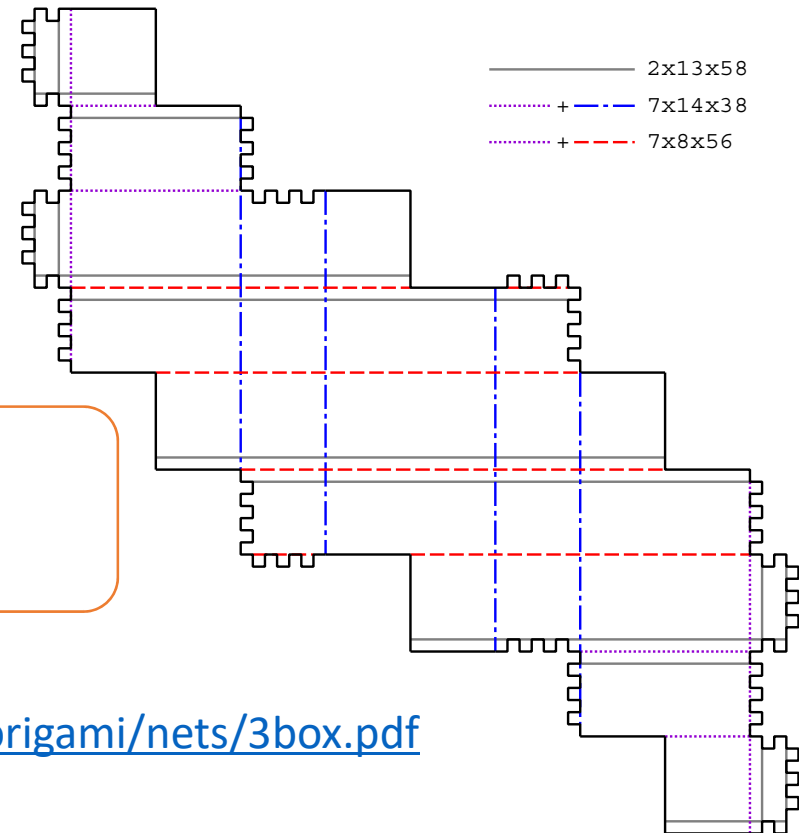 2x13x58
+ 7x14x38
+ 7x8x56
origami/nets/3box.pdf